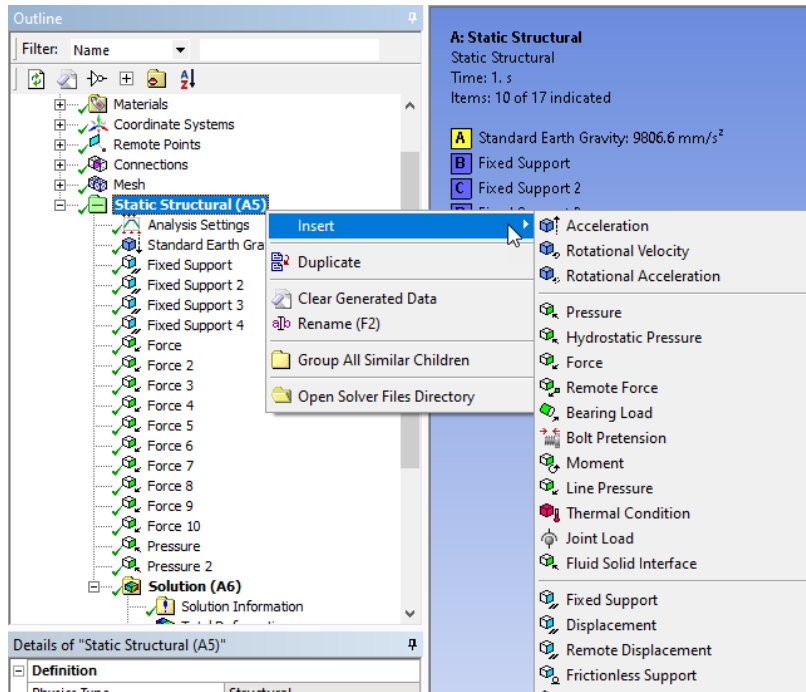 Outline
Filter: Name
Materials
Coordinate Systems
Remote Points
Connections
Mesh
Static Structural (A5)
Analysis Settings
Standard Earth Gra
Fixed Support
Fixed Support 2
Fixed Support 3
Fixed Support 4
Force
Force 2
Force 3
Force 4
Force 5
Force 6
Force 7
Force 8
Force 9
Force 10
Pressure
Pressure 2
Solution (A6)
Solution Information
Details of "Static Structural (A5)"
Definition
Physics Type Structural
A: Static Structural
Static Structural
Time: 1. s
Items: 10 of 17 indicated
A Standard Earth Gravity: 9806.6 mm/s²
B Fixed Support
C Fixed Support 2
Insert
Duplicate
Clear Generated Data
Rename (F2)
Group All Similar Children
Open Solver Files Directory
Acceleration
Rotational Velocity
Rotational Acceleration
Pressure
Hydrostatic Pressure
Force
Remote Force
Bearing Load
Bolt Pretension
Moment
Line Pressure
Thermal Condition
Joint Load
Fluid Solid Interface
Fixed Support
Displacement
Remote Displacement
Frictionless Support